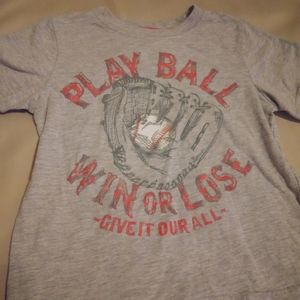 PLAY BALL
WIN OR LOSE
-GIVE IT OUR ALL-